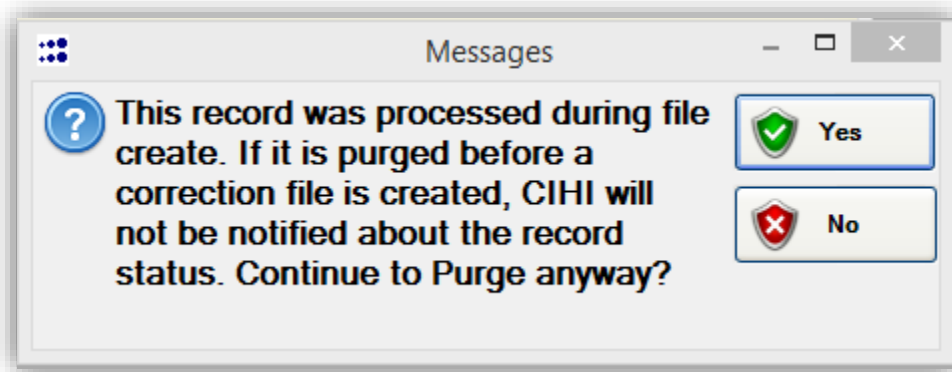 Messages
This record was processed during file
create. If it is purged before a
correction file is created, CIHI will
not be notified about the record
status. Continue to Purge anyway?
Yes
No